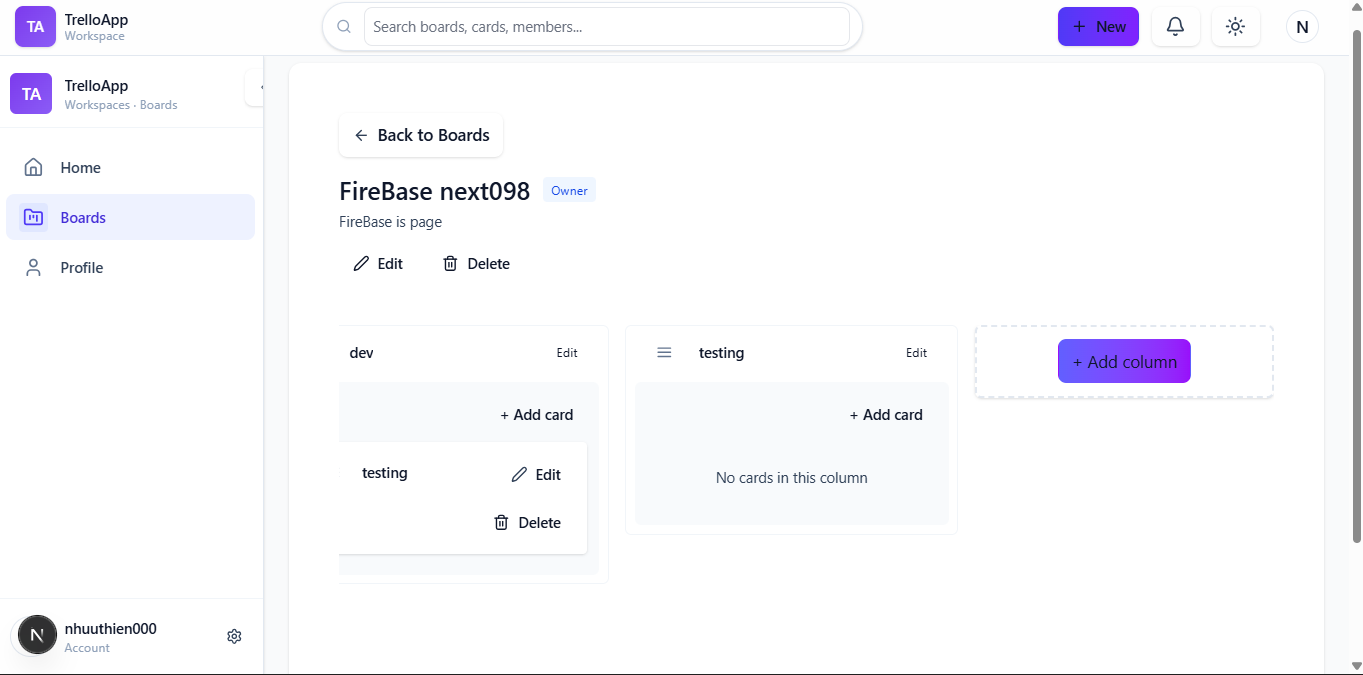 TA
TrelloApp
Workspace
Search boards, cards, members...
+ New
N
TA
TrelloApp
Workspaces · Boards
Home
Boards
Profile
nhuuthien000
Account
N
Back to Boards
FireBase next098
Owner
FireBase is page
Edit
Delete
dev
Edit
+ Add card
testing
Edit
Delete
testing
Edit
+ Add card
No cards in this column
+ Add column